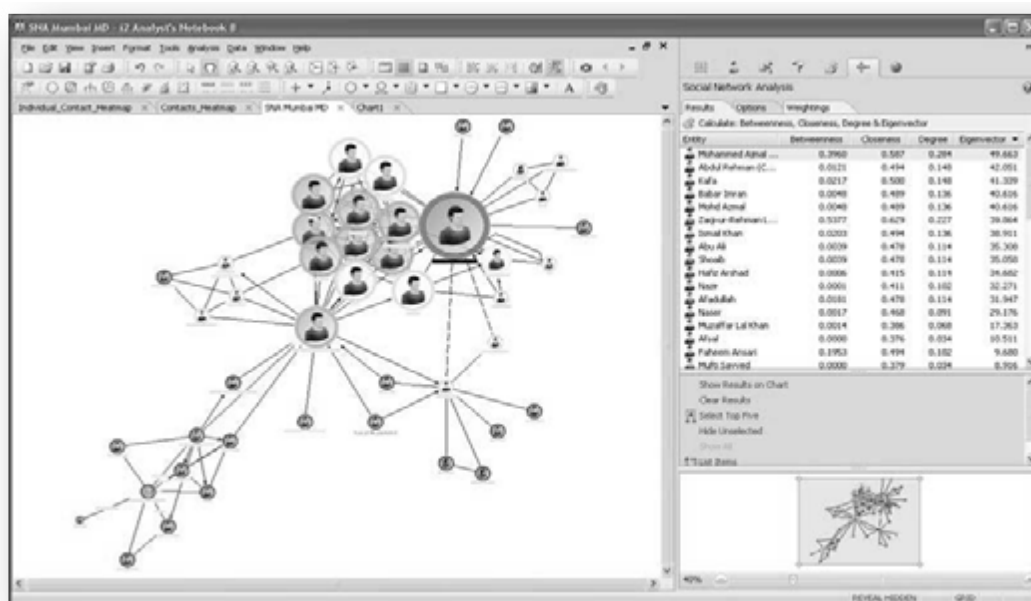 SNA Mumbai MD - i2 Analyst's Notebook 8
File Edit View Insert Format Tools Analysis Data Window Help
Individual_Contact_Heatmap Contacts_Heatmap SNA Mumbai MD Chart1
Social Network Analysis
Results Options Weightings
Calculate: Betweenness, Closeness, Degree & Eigenvector
Entity Betweenness Closeness Degree Eigenvector
Mohammed Ajmal ... 0.3960 0.587 0.284 49.663
Abdul Rehman (C... 0.0121 0.494 0.148 42.051
Kafa 0.0217 0.500 0.148 41.339
Babar Imran 0.0048 0.489 0.136 40.616
Mohd Azmal 0.0048 0.489 0.136 40.616
0.5377 0.629 0.227 39.064
Ismail Khan 0.0203 0.494 0.136 38.911
Abu Ali 0.0039 0.478 0.114 35.308
Shoaib 0.0039 0.478 0.114 35.058
Hafiz Arshad 0.0006 0.415 0.114 34.682
Nasr 0.0001 0.411 0.102 32.271
0.0181 0.478 0.114 31.947
Naser 0.0017 0.468 0.091 29.176
Muzaffar Lal Khan 0.0014 0.386 0.068 17.363
Afsal 0.0000 0.376 0.034 10.511
Faheem Ansari 0.1953 0.494 0.102 9.680
Mufti Sayyed 0.0000 0.379 0.034 8.916
Show Results on Chart
Clear Results
Select Top Five
Hide Unselected
Show All
List Items
40%
REVEAL HIDDEN GRID